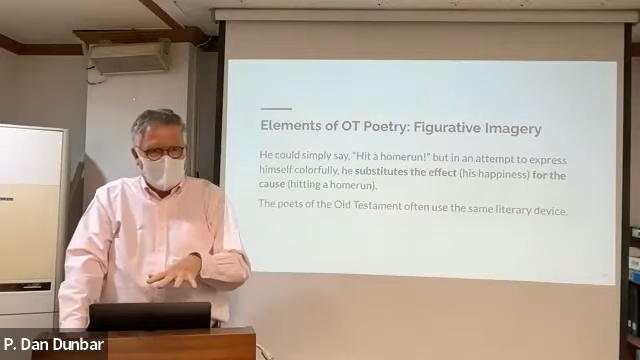 Elements of OT Poetry: Figurative Imagery
He could simply say, "Hit a homerun!" but in an attempt to express
himself colorfully, he substitutes the effect (his happiness) for the
cause (hitting a homerun).
The poets of the Old Testament often use the same literary device.
P. Dan Dunbar